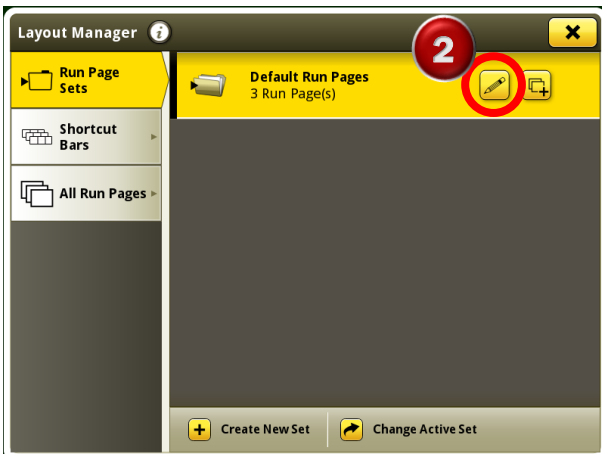 Layout Manager i
2
Run Page
Sets
Default Run Pages
3 Run Page(s)
Shortcut
Bars
All Run Pages
Create New Set
Change Active Set